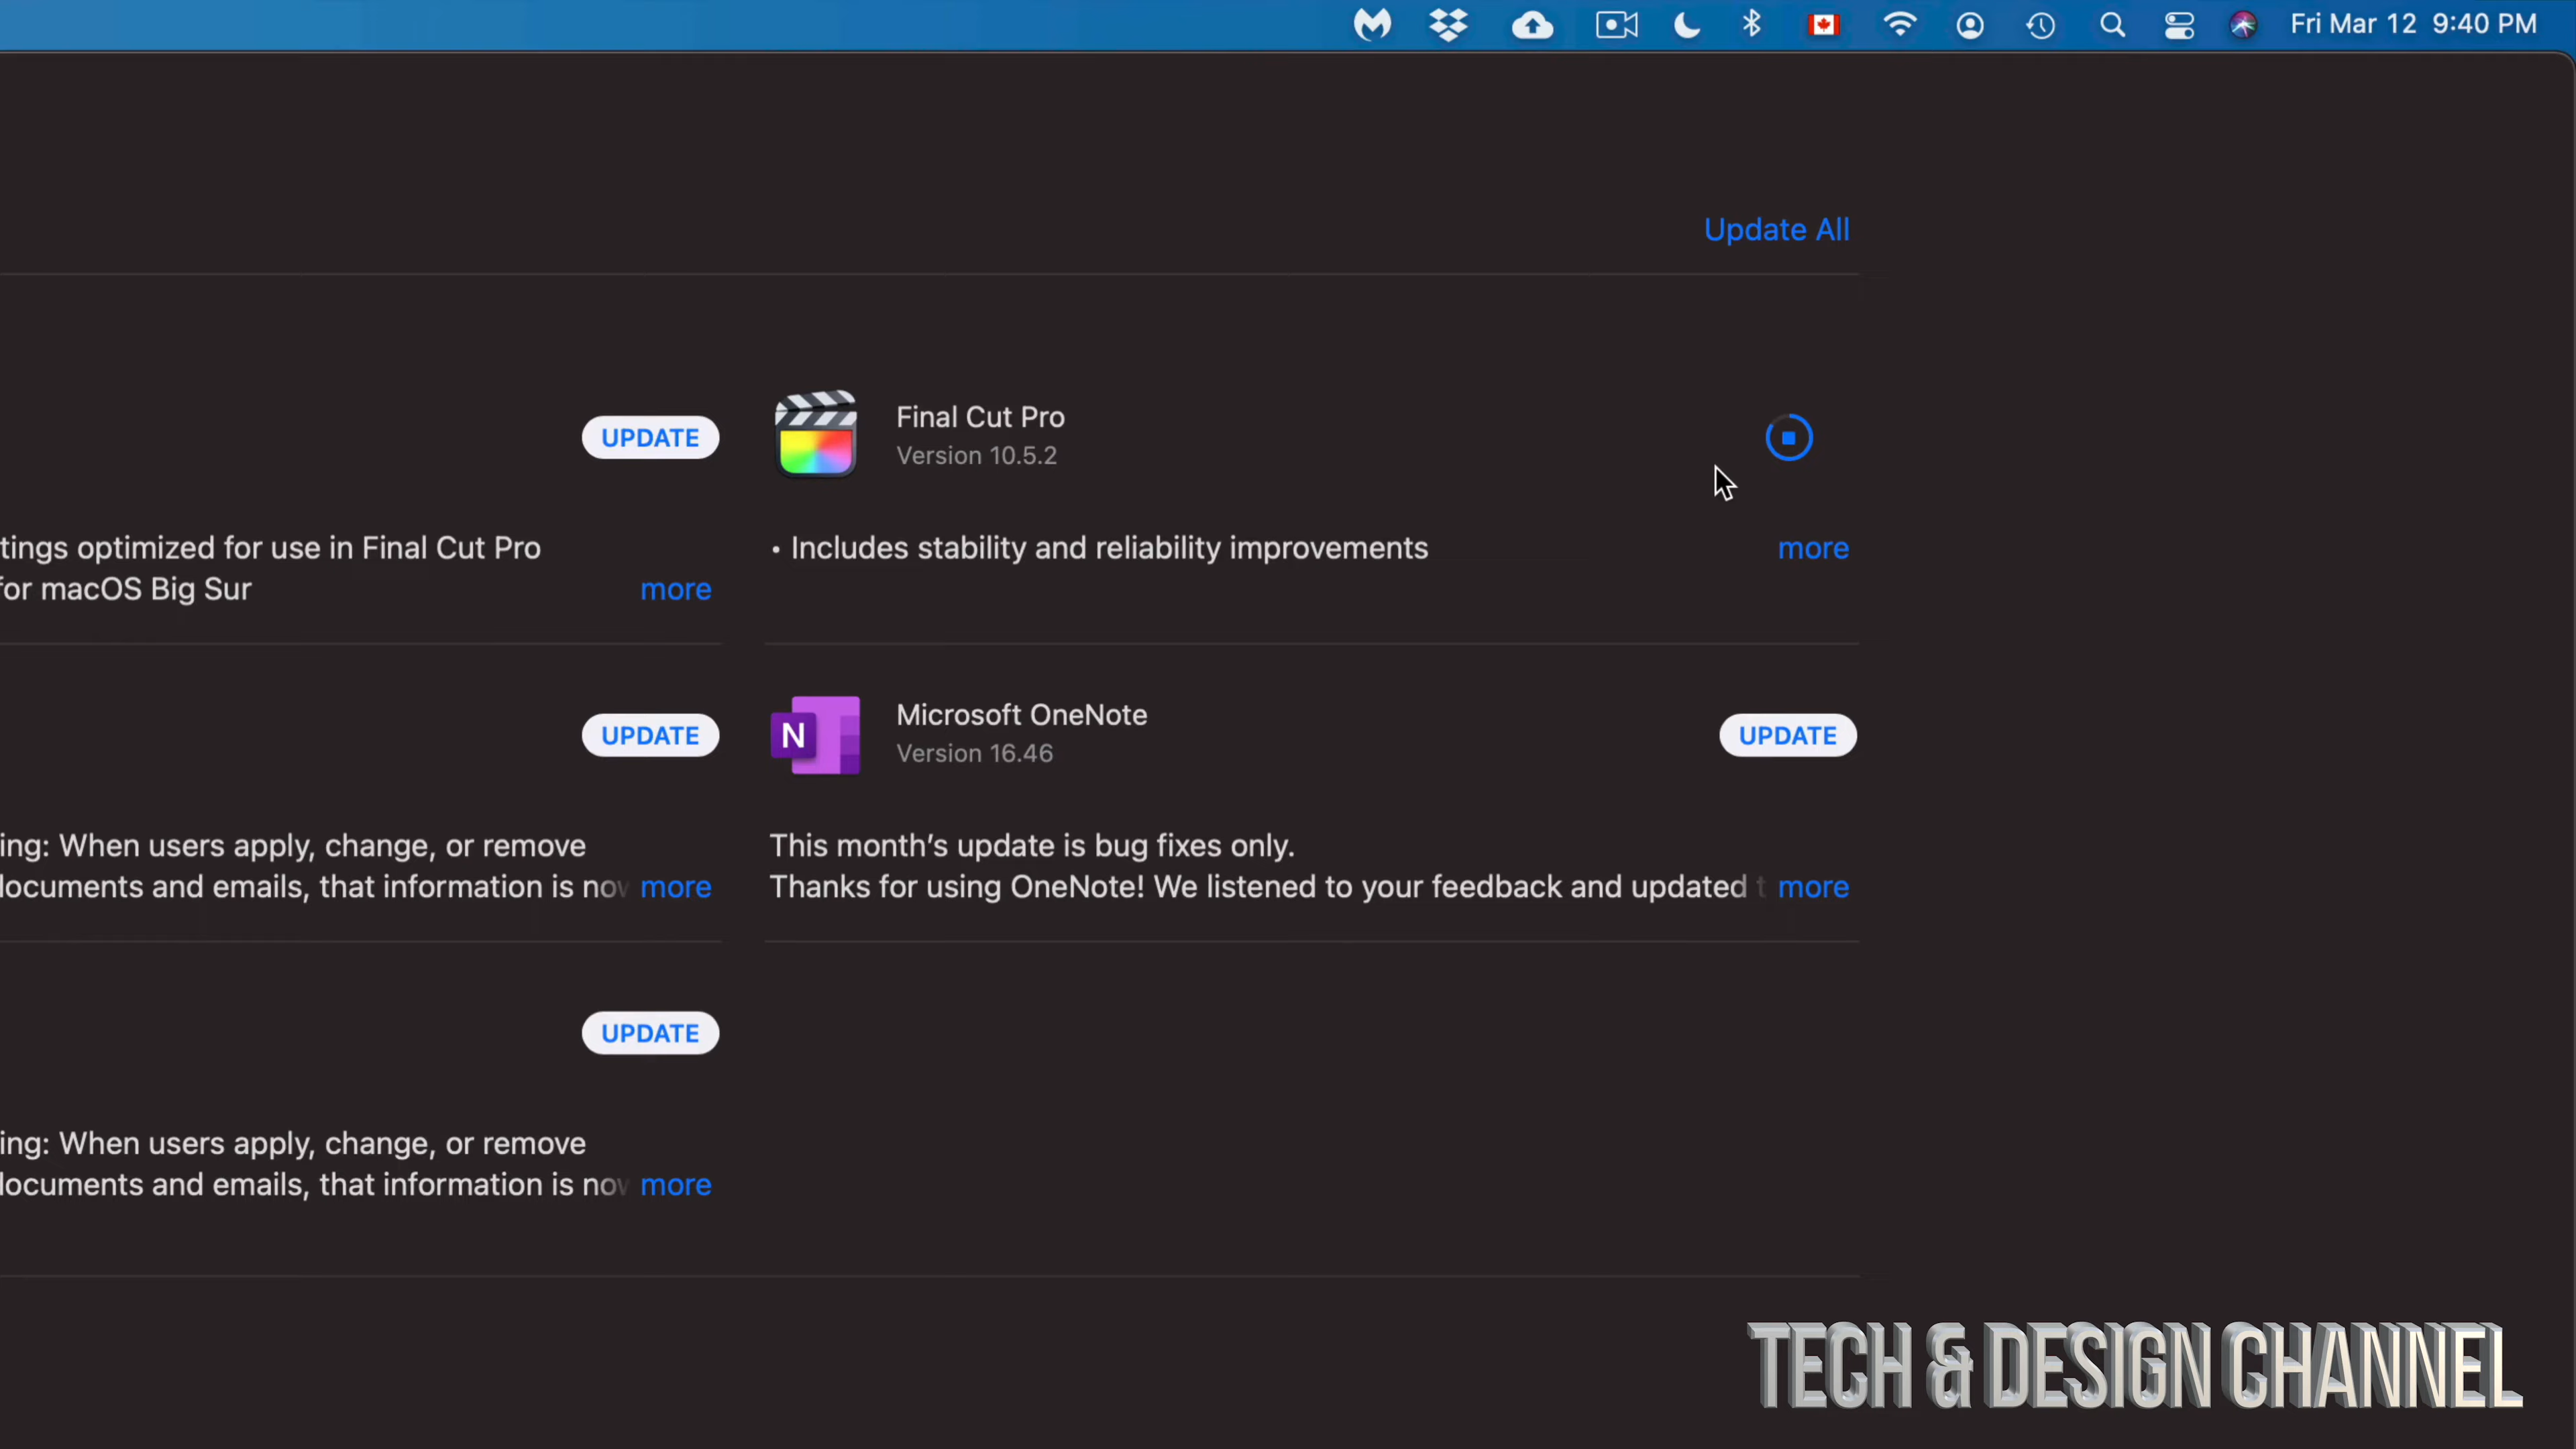 Fri Mar 12 9:40 PM
Update All
UPDATE
Final Cut Pro
Version 10.5.2
tings optimized for use in Final Cut Pro
for macOS Big Sur
more
• Includes stability and reliability improvements
more
UPDATE
N
Microsoft OneNote
Version 16.46
UPDATE
ing: When users apply, change, or remove
documents and emails, that information is now
more
This month's update is bug fixes only.
Thanks for using OneNote! We listened to your feedback and updated t
more
UPDATE
ing: When users apply, change, or remove
documents and emails, that information is now
more
TECH & DESIGN CHANNEL